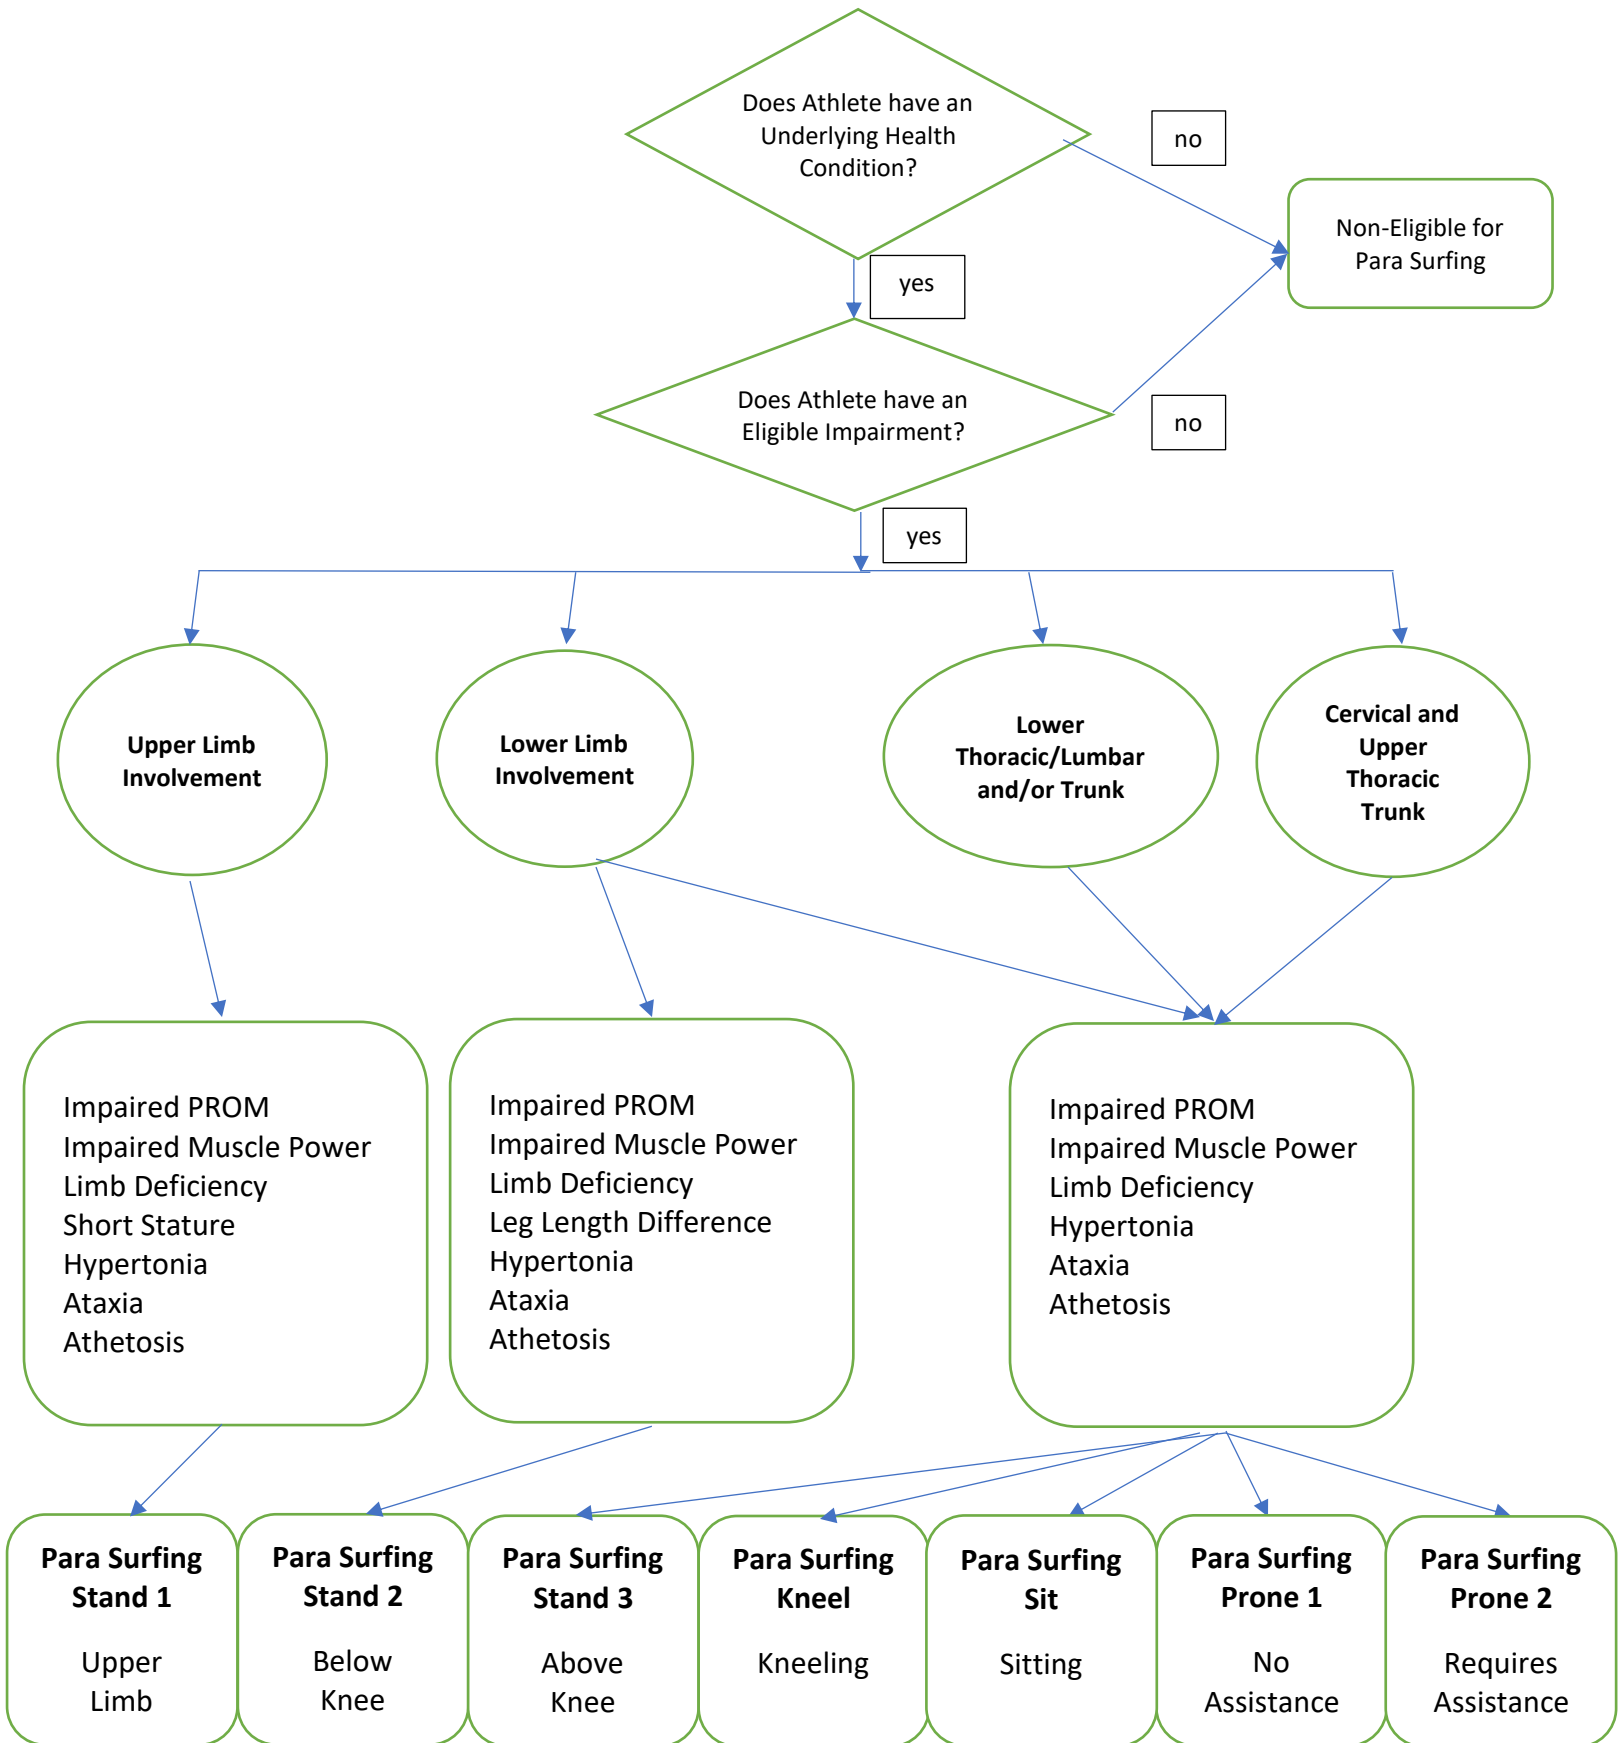 Does Athlete have an
Underlying Health
Condition?
no
Non-Eligible for
Para Surfing
yes
Does Athlete have an
Eligible Impairment?
no
yes
Upper Limb
Involvement
Lower Limb
Involvement
Lower
Thoracic/Lumbar
and/or Trunk
Cervical and
Upper
Thoracic
Trunk
Impaired PROM
Impaired Muscle Power
Limb Deficiency
Short Stature
Hypertonia
Ataxia
Athetosis
Impaired PROM
Impaired Muscle Power
Limb Deficiency
Leg Length Difference
Hypertonia
Ataxia
Athetosis
Impaired PROM
Impaired Muscle Power
Limb Deficiency
Hypertonia
Ataxia
Athetosis
Para Surfing
Stand 1
Upper
Limb
Para Surfing
Stand 2
Below
Knee
Para Surfing
Stand 3
Above
Knee
Para Surfing
Kneel
Kneeling
Para Surfing
Sit
Sitting
Para Surfing
Prone 1
No
Assistance
Para Surfing
Prone 2
Requires
Assistance